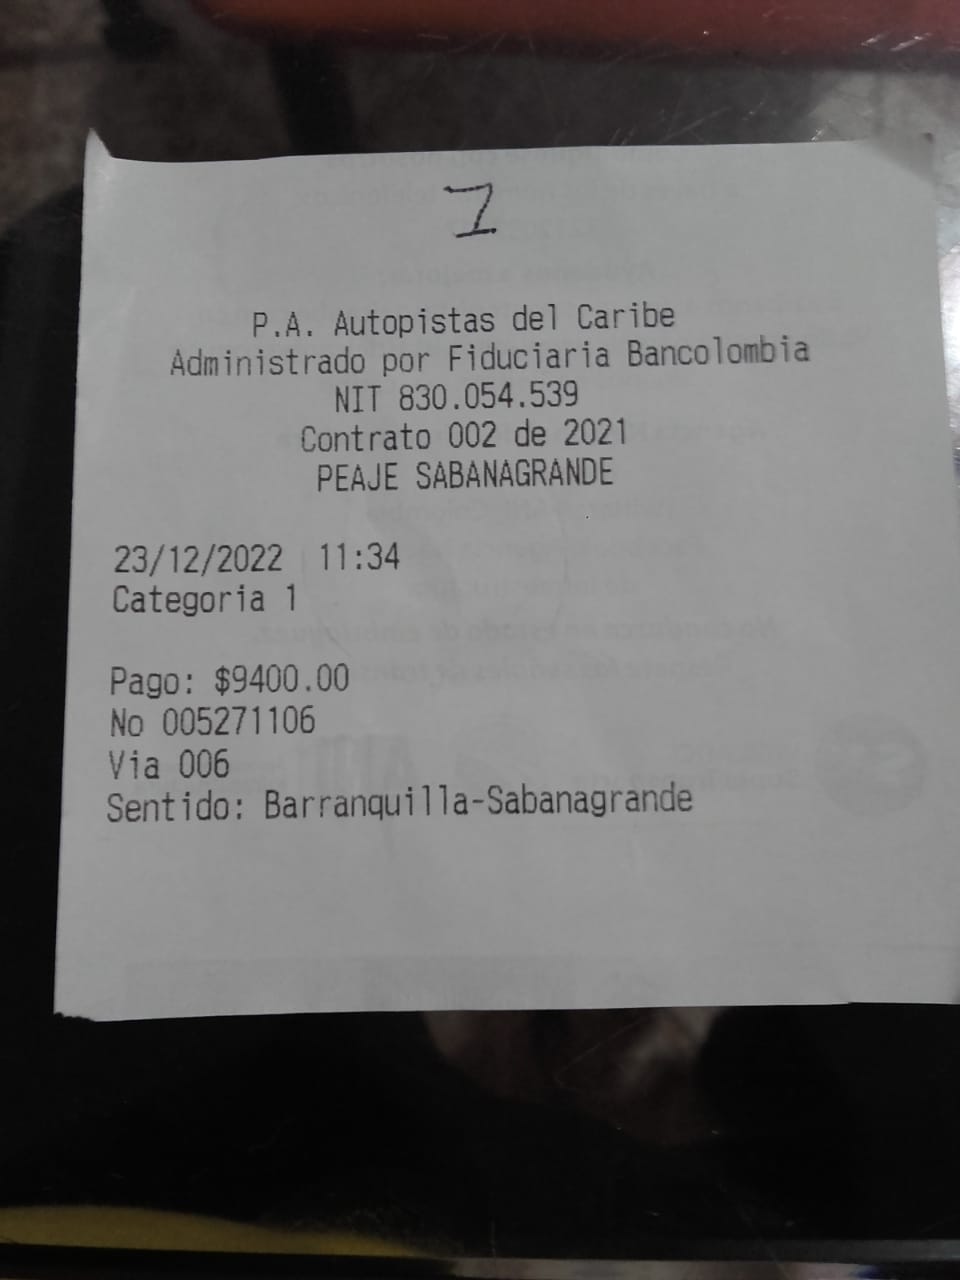 1
P.A. Autopistas del Caribe
Administrado por Fiduciaria Bancolombia
NIT 830.054.539
Contrato 002 de 2021
PEAJE SABANAGRANDE
23/12/2022 11:34
Categoria 1
Pago: $9400.00
No 005271106
Via 006
Sentido: Barranquilla-Sabanagrande